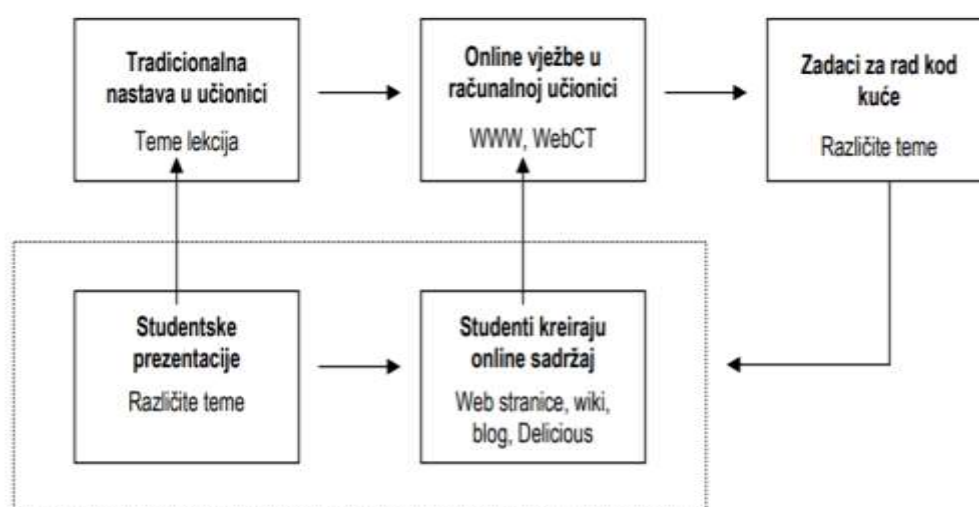 Tradicionalna
nastava u učionici
Teme lekcija
Online vježbe u
računalnoj učionici
WWW, WebCT
Zadaci za rad kod
kuće
Različite teme
Studentske
prezentacije
Različite teme
Studenti kreiraju
online sadržaj
Web stranice, wiki,
blog, Delicious